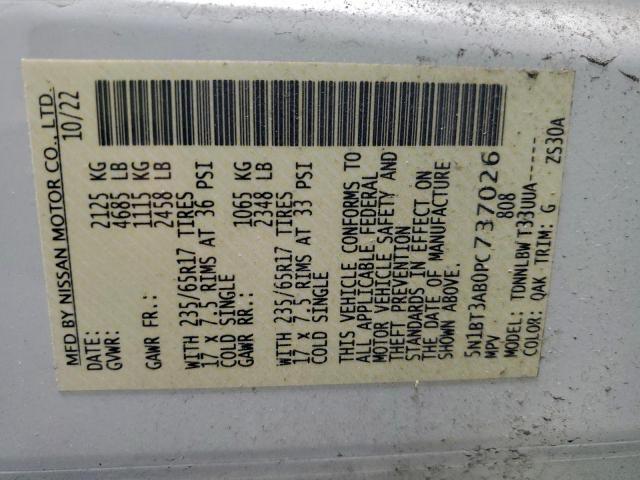 MFD BY NISSAN MOTOR CO., LTD.
DATE: 10/22
GVWR: 2125 KG
4685 LB
GAWR FR.: 1115 KG
2458 LB
WITH 235/65R17 TIRES
17 X 7.5 RIMS AT 36 PSI
COLD SINGLE
GAWR RR.: 1065 KG
2348 LB
WITH 235/65R17 TIRES
17 X 7.5 RIMS AT 33 PSI
COLD SINGLE
THIS VEHICLE CONFORMS TO
ALL APPLICABLE FEDERAL
MOTOR VEHICLE SAFETY AND
THEFT PREVENTION
STANDARDS IN EFFECT ON
THE DATE OF MANUFACTURE
SHOWN ABOVE.
5N1BT3AB0PC737026
MPV 808
MODEL: TDNNLBW T33UUA-----
COLOR: QAK TRIM: G ZS30A